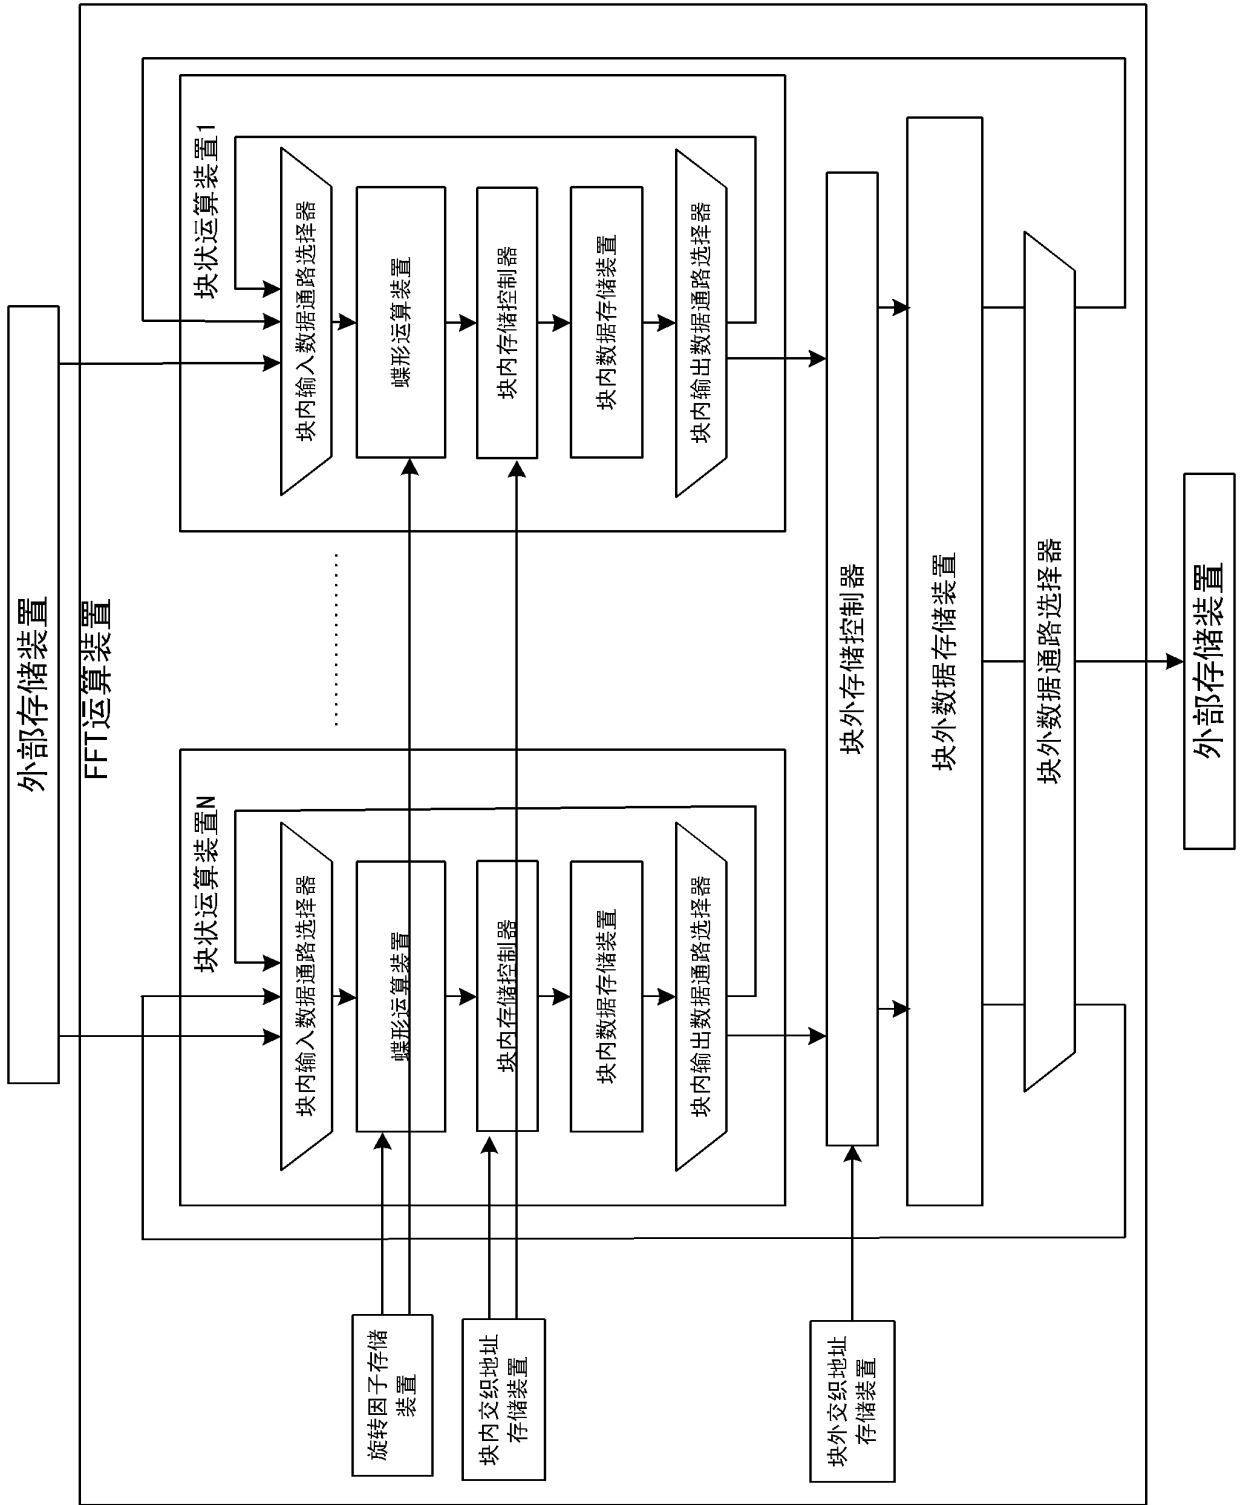 外部存储装置
FFT运算装置
块状运算装置1
块内输入数据通路选择器
蝶形运算装置
块内存储控制器
块内数据存储装置
块内输出数据通路选择器
块状运算装置N
块内输入数据通路选择器
蝶形运算装置
块内存储控制器
块内数据存储装置
块内输出数据通路选择器
块外存储控制器
块外数据存储装置
块外数据通路选择器
外部存储装置
旋转因子存储
装置
块内交织地址
存储装置
块外交织地址
存储装置